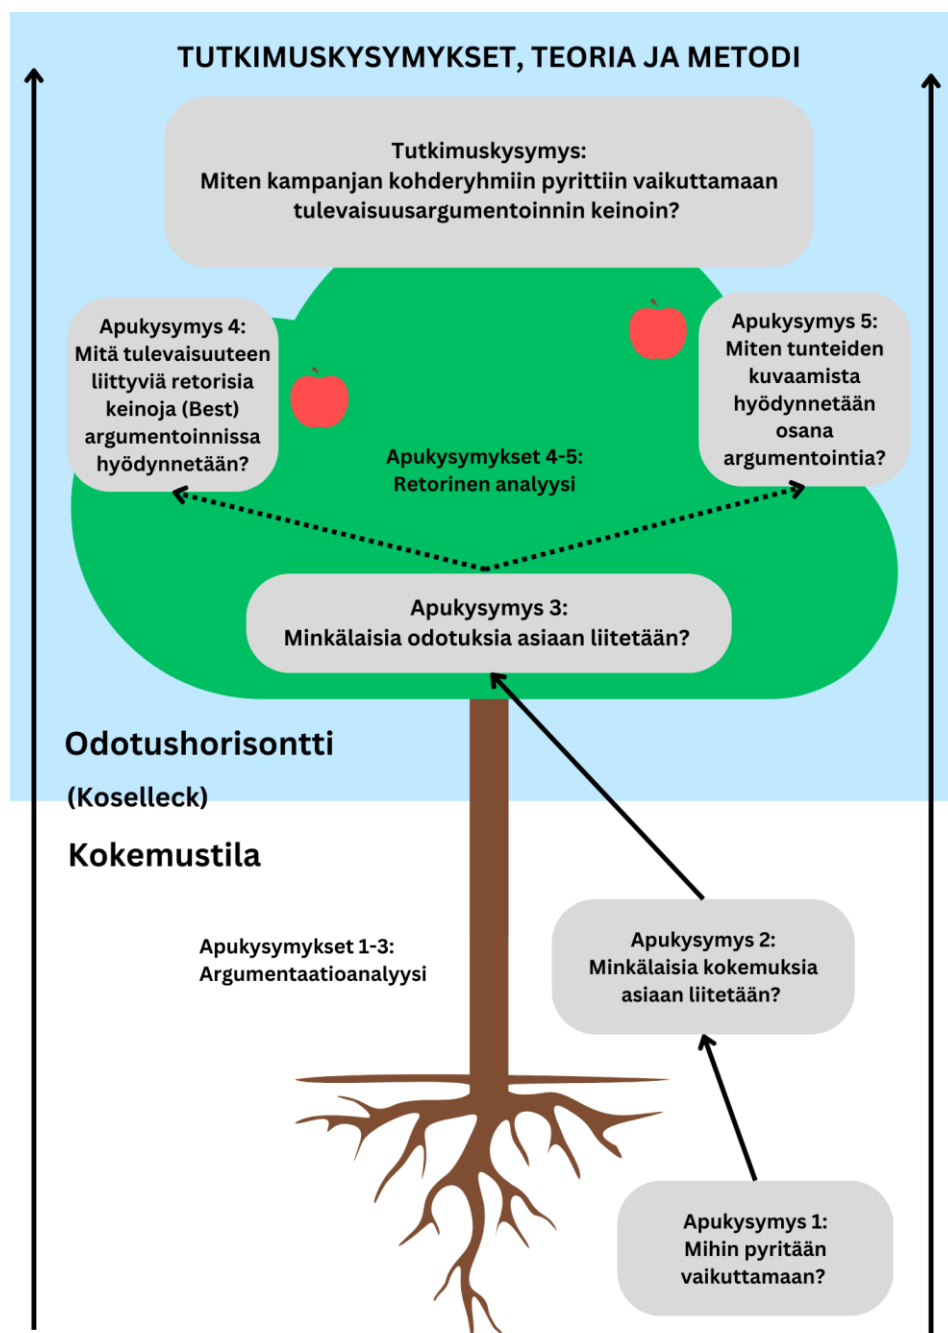 TUTKIMUSKYSYMYKSET, TEORIA JA METODI
Tutkimuskysymys:
Miten kampanjan kohderyhmiin pyrittiin vaikuttamaan
tulevaisuusargumentoinnin keinoin?
Apukysymys 4:
Mitä tulevaisuuteen
liittyviä retorisia
keinoja (Best)
argumentoinnissa
hyödynnetään?
Apukysymys 5:
Miten tunteiden
kuvaamista
hyödynnetään
osana
argumentointia?
Apukysymykset 4-5:
Retorinen analyysi
Apukysymys 3:
Minkälaisia odotuksia asiaan liitetään?
Odotushorisontti
(Koselleck)
Kokemustila
Apukysymykset 1-3:
Argumentaatioanalyysi
Apukysymys 2:
Minkälaisia kokemuksia
asiaan liitetään?
Apukysymys 1:
Mihin pyritään
vaikuttamaan?